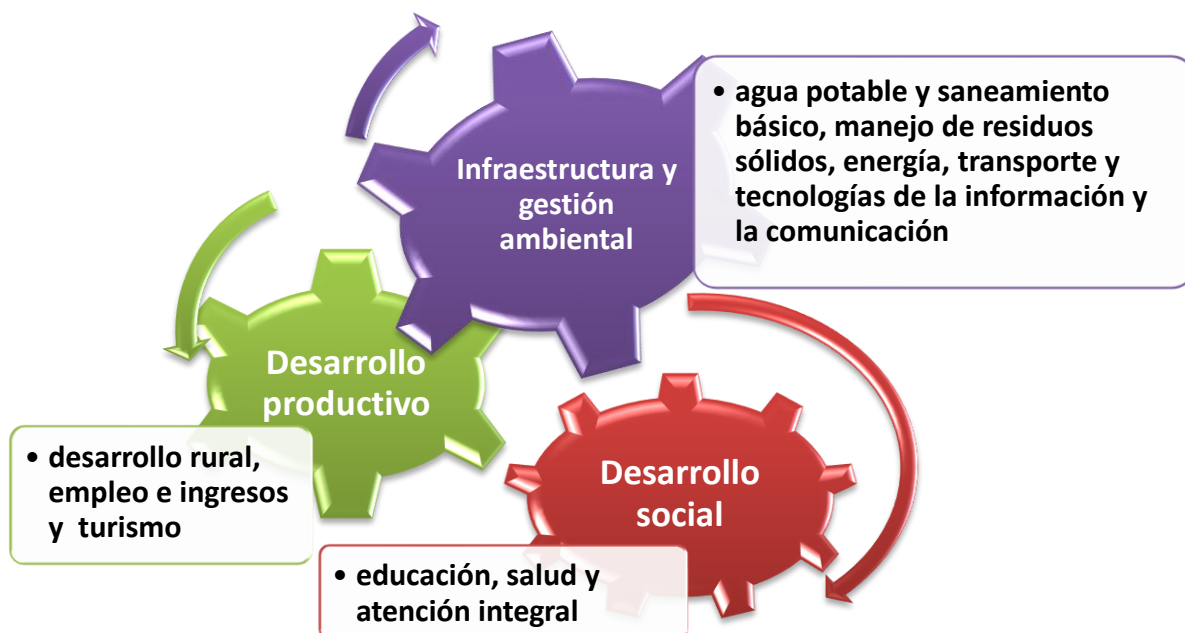 Infraestructura y
gestión
ambiental
• agua potable y saneamiento
básico, manejo de residuos
sólidos, energía, transporte y
tecnologías de la información y
la comunicación
Desarrollo
productivo
• desarrollo rural,
empleo e ingresos
y turismo
Desarrollo
social
• educación, salud y
atención integral